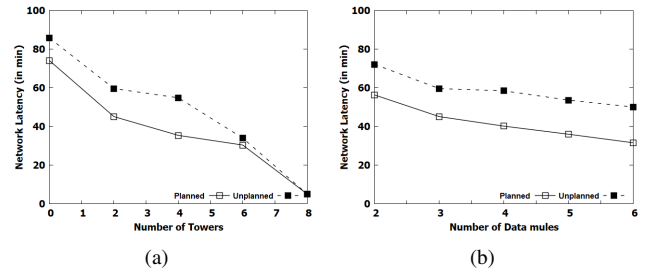 100
80
60
40
20
0
Network Latency (in min)
Planned Unplanned
0 1 2 3 4 5 6 7 8
Number of Towers
(a)
100
80
60
40
20
0
Network Latency (in min)
Planned Unplanned
2 3 4 5 6
Number of Data mules
(b)